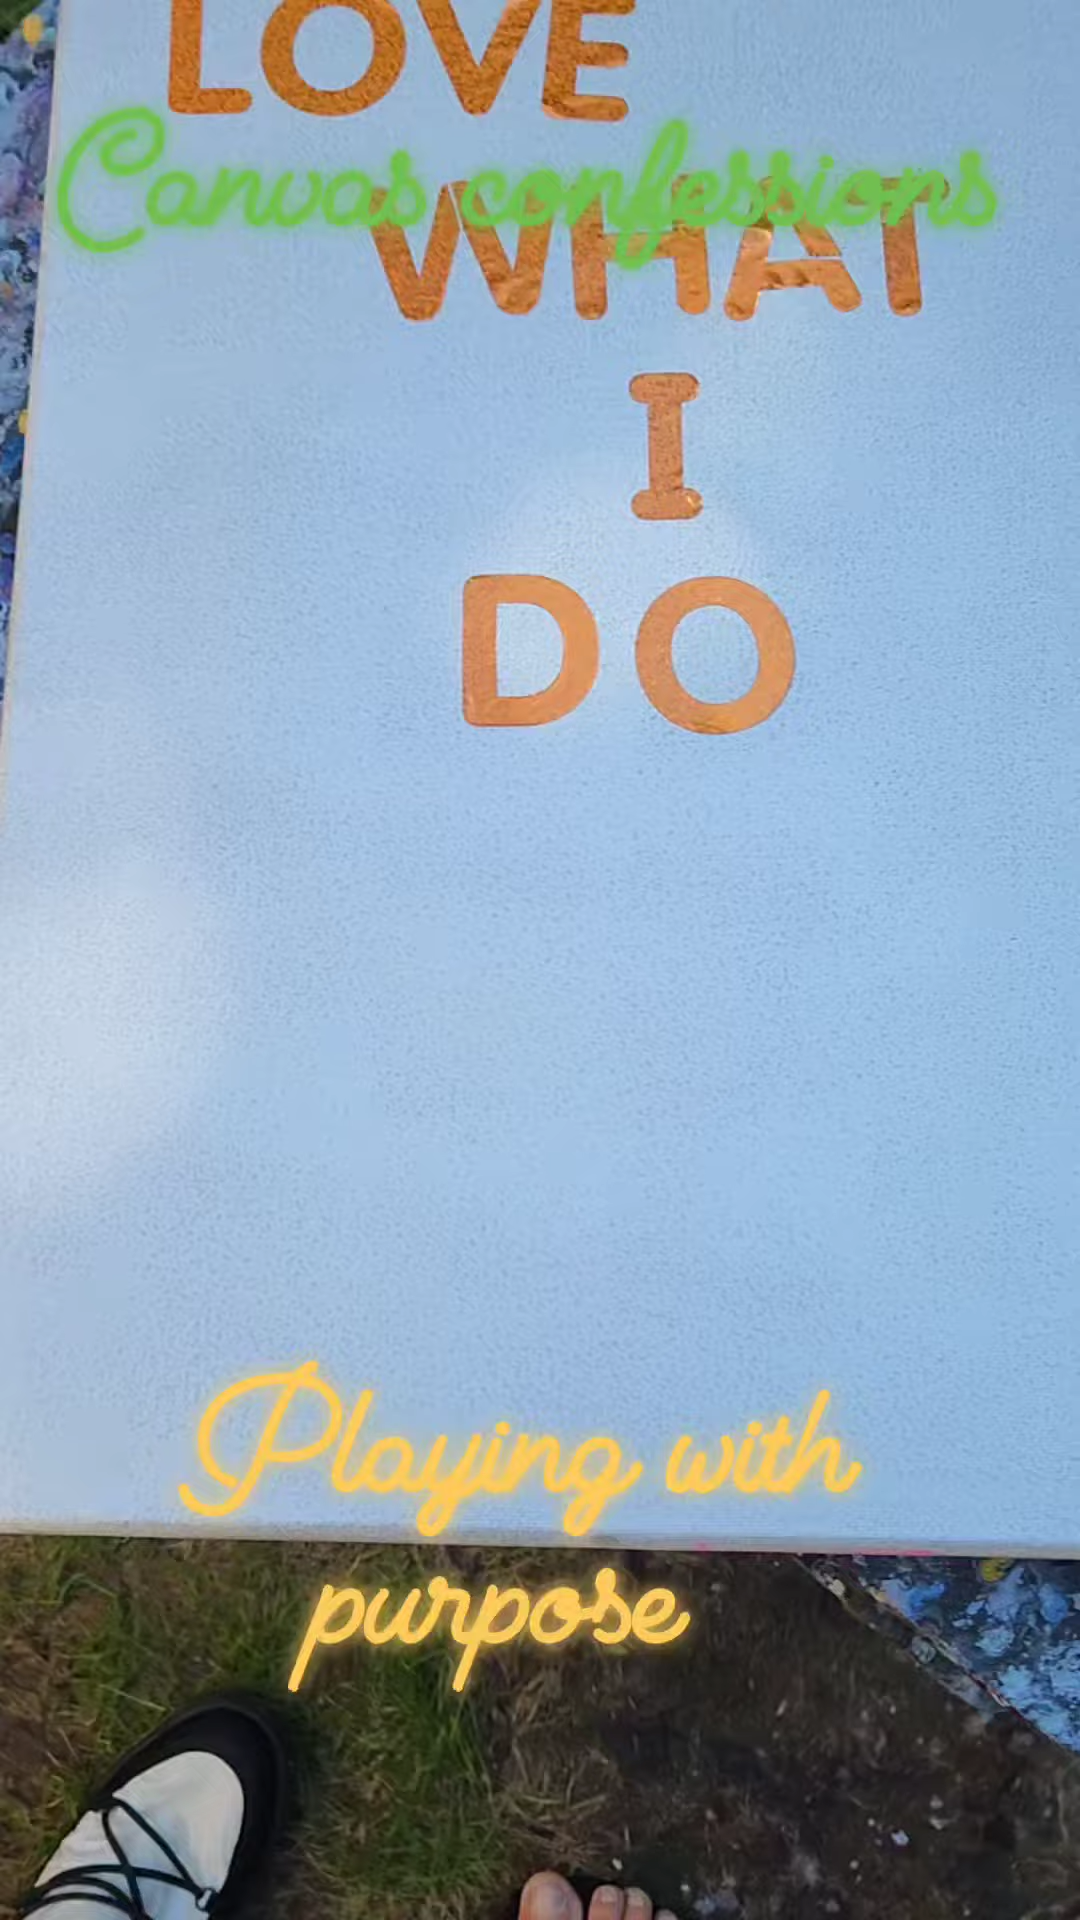 LOVE
Canvas confessions
WHAT
I
DO
Playing with
purpose